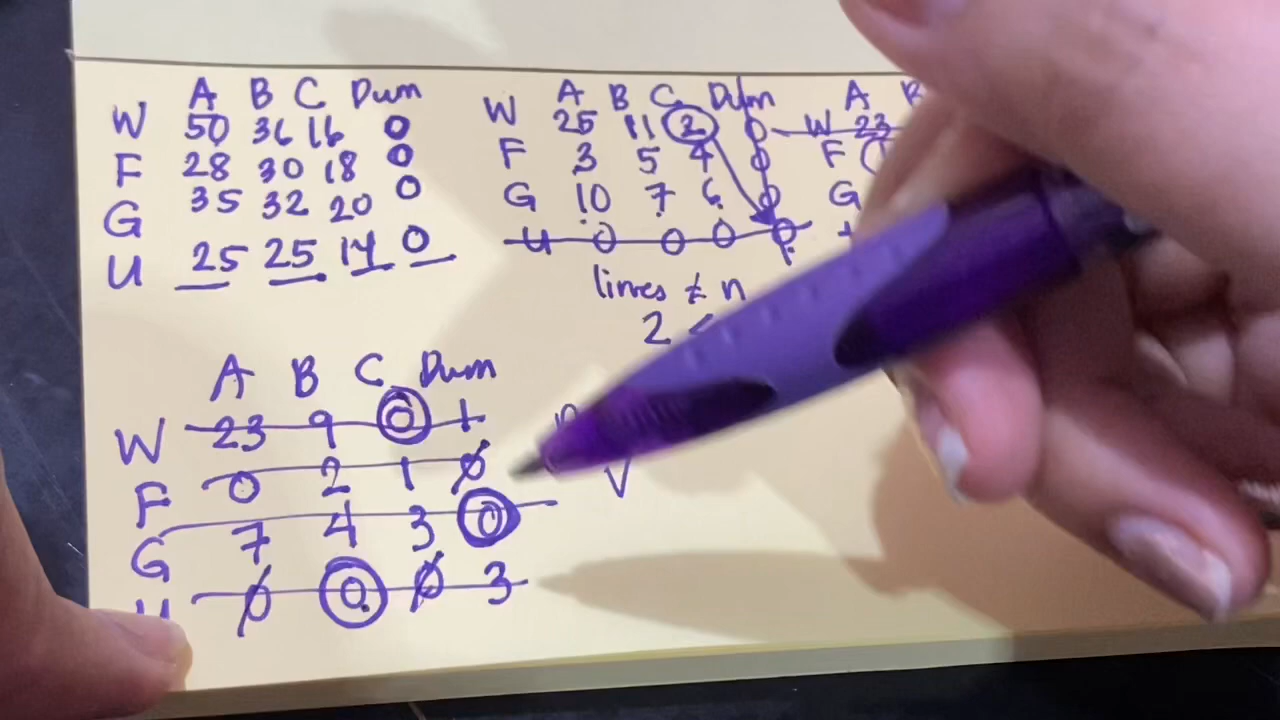 A B C Dum
W 50 36 16 0
F 28 30 18 0
G 35 32 20 0
U 25 25 14 0
A B C Dum
W 25 11 2 0
F 3 5 4 0
G 10 7 6 0
U 0 0 0 0
lines ≠ n
2 <
A
W 23
F
G
A B C Dum
W 23 9 0 1
F 0 2 1 0
G 7 4 3 0
U 0 0 0 3